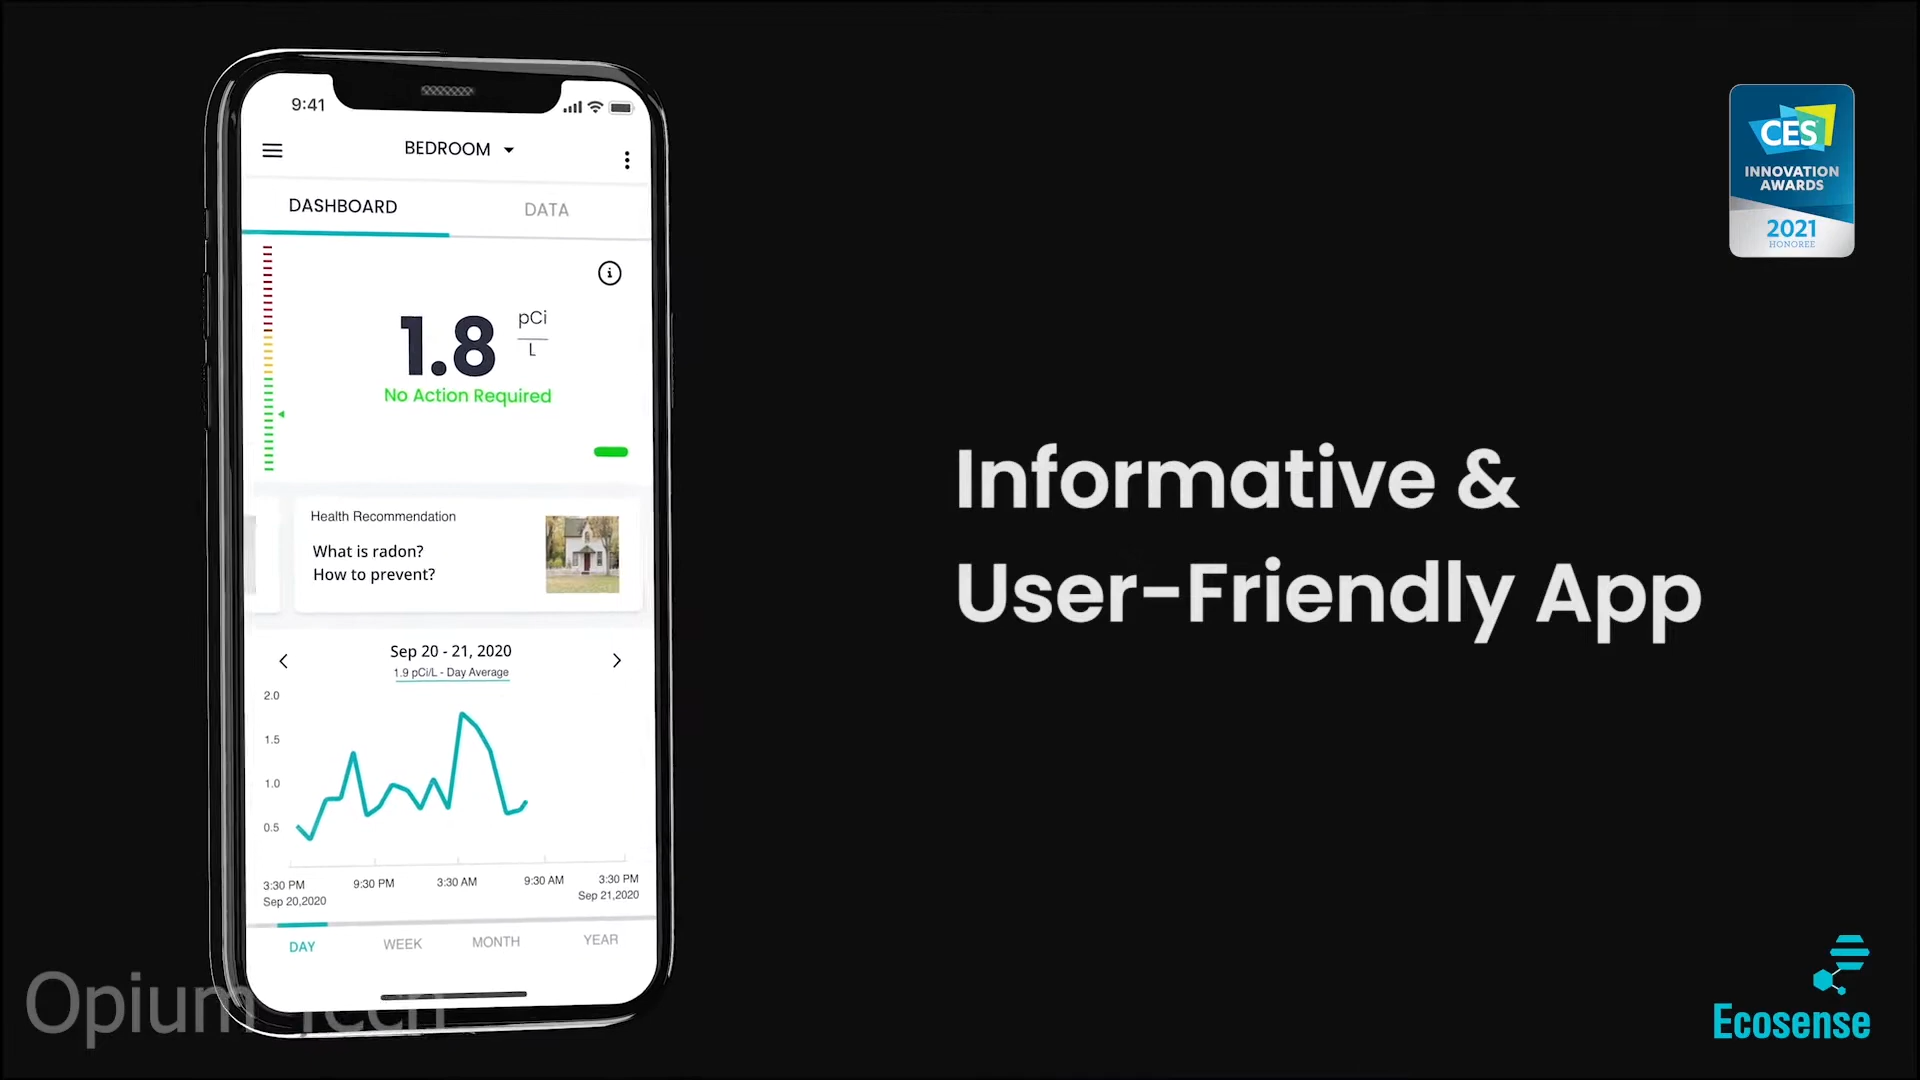 9:41
BEDROOM
DASHBOARD
DATA
1.8 pCi
L
No Action Required
Health Recommendation
What is radon?
How to prevent?
Sep 20 - 21, 2020
1.9 pCi/L - Day Average
2.0
1.5
1.0
0.5
3:30 PM 9:30 PM 3:30 AM 9:30 AM 3:30 PM
Sep 20,2020 Sep 21,2020
DAY WEEK MONTH YEAR
Informative &
User-Friendly App
CES
INNOVATION
AWARDS
2021
HONOREE
Ecosense
Opium Tech